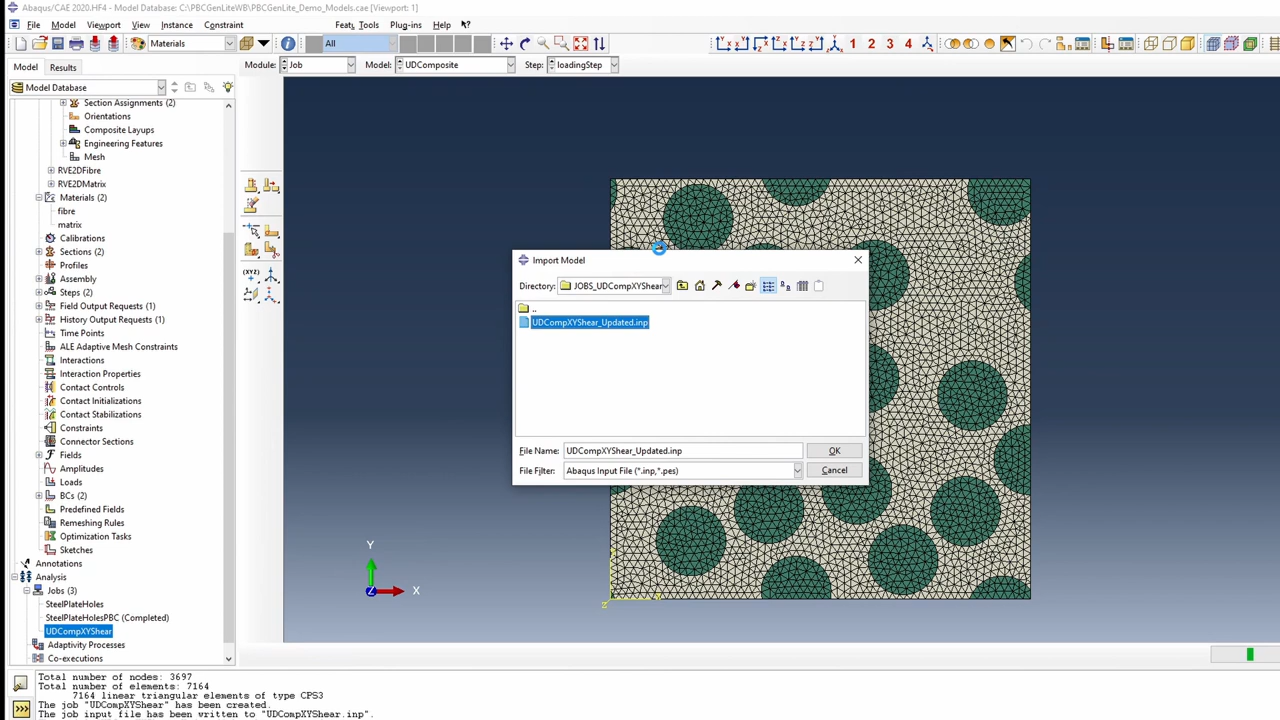 Abaqus/CAE 2020.HF4 - Model Database: C:\PBCGenLiteWB\PBCGenLite_Demo_Models.cae [Viewport: 1]
File Model Viewport View Instance Constraint Feature Tools Plug-ins Help
Materials All 1 2 3 4
Model Results Module: Job Model: UDComposite Step: loadingStep
Model Database
Section Assignments (2)
Orientations
Composite Layups
Engineering Features
Mesh
RVE2DFibre
RVE2DMatrix
Materials (2)
fibre
matrix
Calibrations
Sections (2)
Profiles
Assembly
Steps (2)
Field Output Requests (1)
History Output Requests (1)
Time Points
ALE Adaptive Mesh Constraints
Interactions
Interaction Properties
Contact Controls
Contact Initializations
Contact Stabilizations
Constraints
Connector Sections
Fields
Amplitudes
Loads
BCs (2)
Predefined Fields
Remeshing Rules
Optimization Tasks
Sketches
Annotations
Analysis
Jobs (3)
SteelPlateHoles
SteelPlateHolesPBC (Completed)
UDCompXYShear
Adaptivity Processes
Co-executions
(XYZ)
Import Model
Directory: JOBS_UDCompXYShear
..
UDCompXYShear_Updated.inp
File Name: UDCompXYShear_Updated.inp OK
File Filter: Abaqus Input File (*.inp,*.pes) Cancel
Y
Z X
Z
Total number of nodes: 3697
Total number of elements: 7164
7164 linear triangular elements of type CPS3
The job "UDCompXYShear" has been created.
The job input file has been written to "UDCompXYShear.inp".